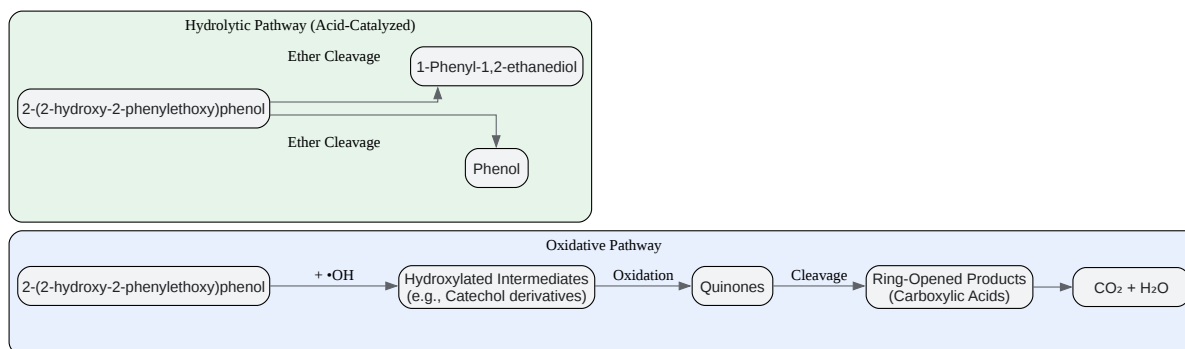 Hydrolytic Pathway (Acid-Catalyzed)
Ether Cleavage
1-Phenyl-1,2-ethanediol
2-(2-hydroxy-2-phenylethoxy)phenol
Ether Cleavage
Phenol
Oxidative Pathway
2-(2-hydroxy-2-phenylethoxy)phenol
+ •OH
Hydroxylated Intermediates
(e.g., Catechol derivatives)
Oxidation
Quinones
Cleavage
Ring-Opened Products
(Carboxylic Acids)
CO₂ + H₂O